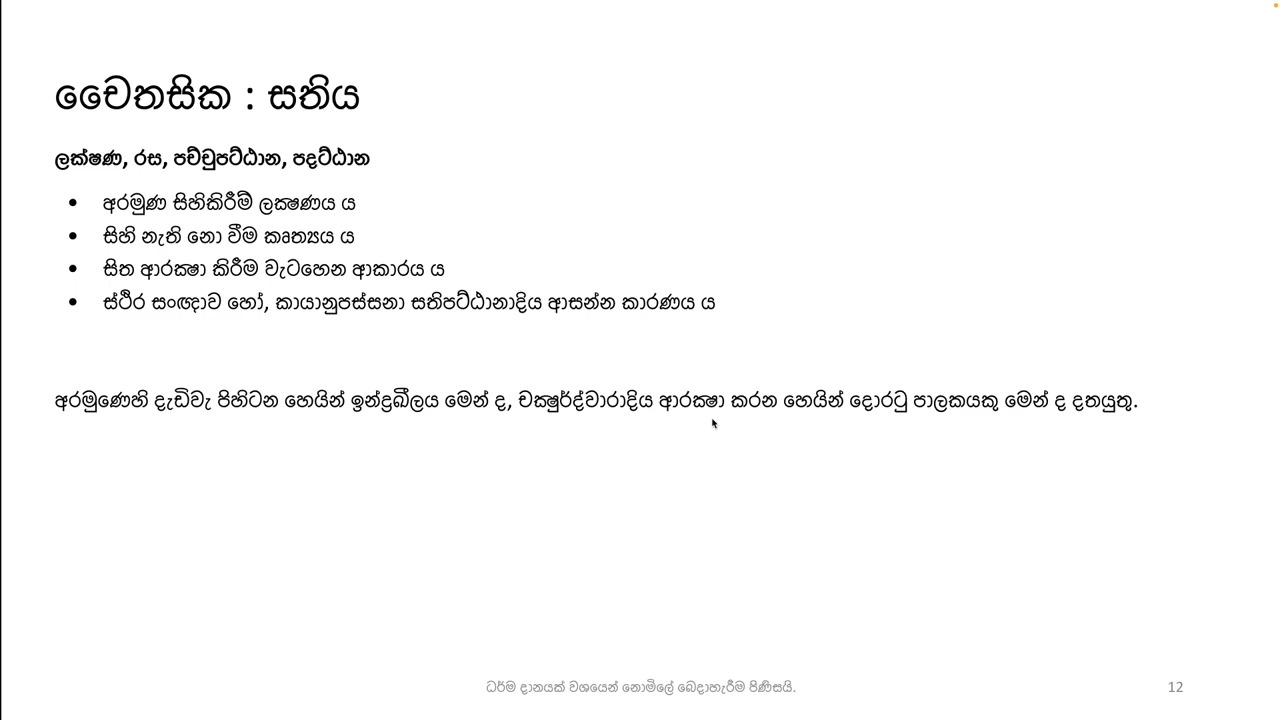 චෛතසික : සතිය
ලක්ෂණ, රස, පච්චුපට්ඨාන, පදට්ඨාන
• අරමුණ සිහිකිරීම් ලක්‍ෂණය ය
• සිහි නැති නො වීම කෘත්‍යය ය
• සිත ආරක්‍ෂා කිරීම වැටහෙන ආකාරය ය
• ස්ථිර සංඥාව හෝ, කායානුපස්සනා සතිපට්ඨානාදිය ආසන්න කාරණය ය
අරමුණෙහි දැඩිවැ පිහිටන හෙයින් ඉන්ද්‍රඛීලය මෙන් ද, චක්‍ෂුර්ද්වාරාදිය ආරක්‍ෂා කරන හෙයින් දොරටු පාලකයකු මෙන් ද දතයුතු.
ධර්ම දානයක් වශයෙන් නොමිලේ බෙදාහැරීම පිණිසයි.
12